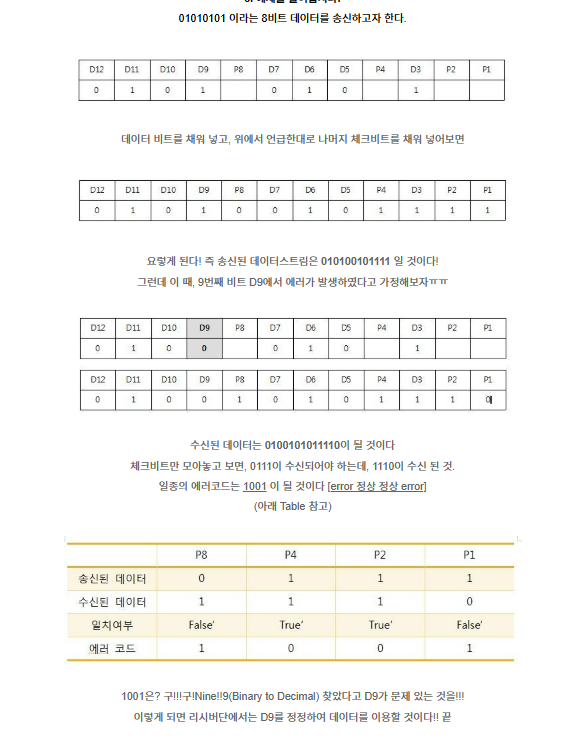 01010101 이라는 8비트 데이터를 송신하고자 한다.
D12 D11 D10 D9 P8 D7 D6 D5 P4 D3 P2 P1
0 1 0 1 0 1 0 1
데이터 비트를 채워 넣고, 위에서 언급한대로 나머지 체크비트를 채워 넣어보면
D12 D11 D10 D9 P8 D7 D6 D5 P4 D3 P2 P1
0 1 0 1 0 0 1 0 1 1 1 1
요렇게 된다! 즉 송신된 데이터스트림은 010100101111 일 것이다!
그런데 이 때, 9번째 비트 D9에서 에러가 발생하였다고 가정해보자ㅠㅠ
D12 D11 D10 D9 P8 D7 D6 D5 P4 D3 P2 P1
0 1 0 0 0 1 0 1
D12 D11 D10 D9 P8 D7 D6 D5 P4 D3 P2 P1
0 1 0 0 1 0 1 0 1 1 1 0
수신된 데이터는 0100101011110이 될 것이다
체크비트만 모아놓고 보면, 0111이 수신되어야 하는데, 1110이 수신 된 것.
일종의 에러코드는 1001 이 될 것이다 [error 정상 정상 error]
(아래 Table 참고)
P8 P4 P2 P1
송신된 데이터 0 1 1 1
수신된 데이터 1 1 1 0
일치여부 False' True' True' False'
에러 코드 1 0 0 1
1001은? 구!!!구!Nine!!9(Binary to Decimal) 찾았다고 D9가 문제 있는 것을!!!
이렇게 되면 리시버단에서는 D9를 정정하여 데이터를 이용할 것이다!! 끝